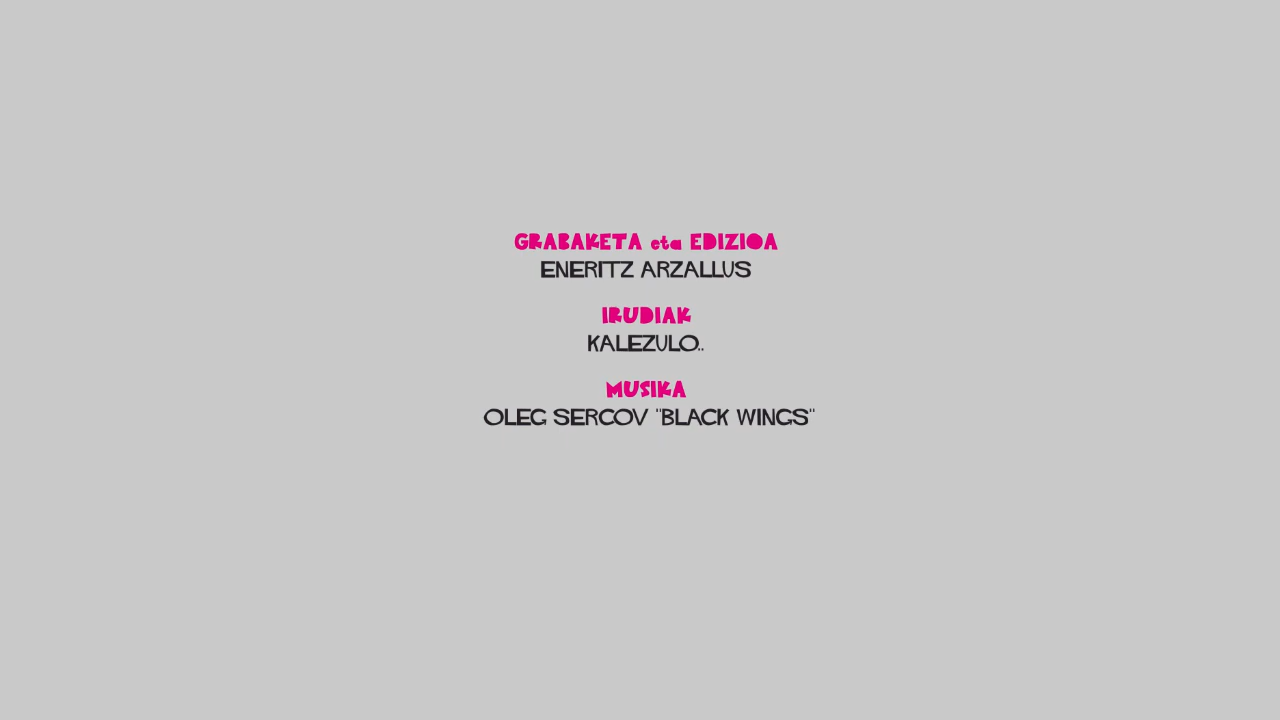 GRABAKETA eta EDIZIOA
ENERITZ ARZALLUS
IRUDIAK
KALEZULO..
MUSIKA
OLEG SERCOV "BLACK WINGS"